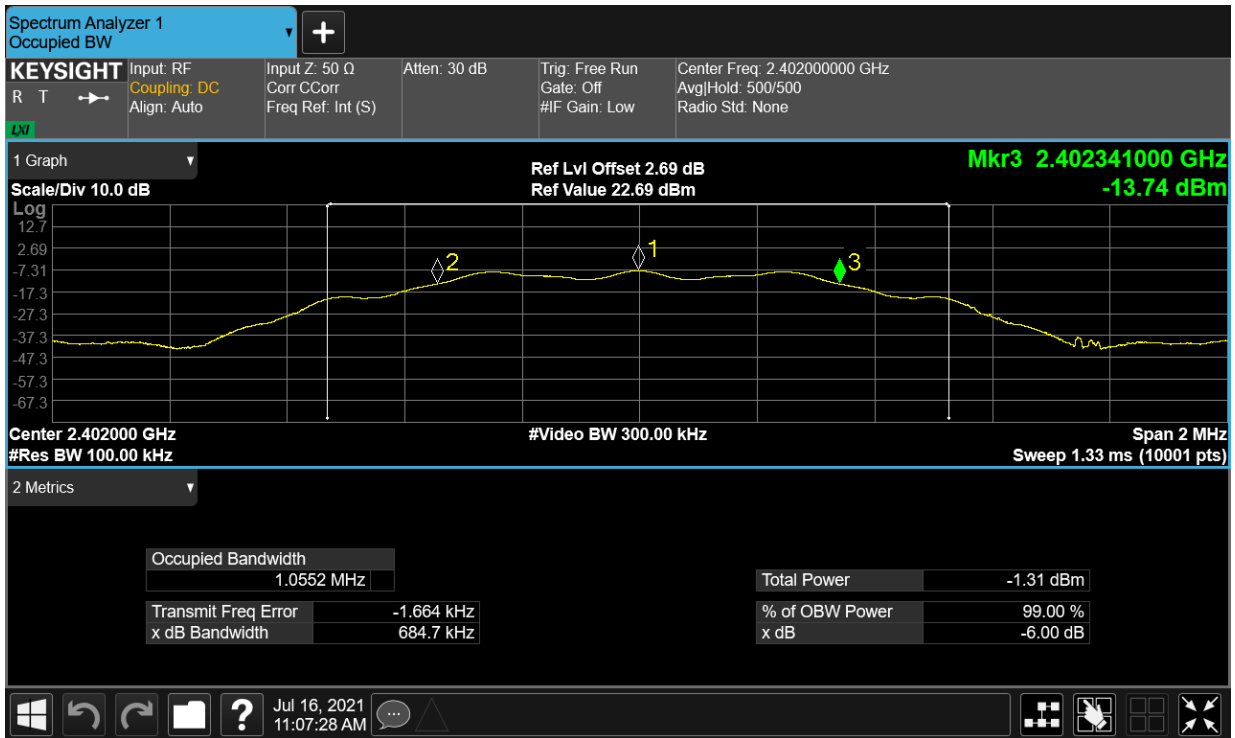 Spectrum Analyzer 1
Occupied BW
KEYSIGHT
R T
LXI
Input: RF
Coupling: DC
Align: Auto
Input Z: 50 Ω
Corr CCorr
Freq Ref: Int (S)
Atten: 30 dB
Trig: Free Run
Gate: Off
#IF Gain: Low
Center Freq: 2.402000000 GHz
Avg|Hold: 500/500
Radio Std: None
1 Graph
Scale/Div 10.0 dB
Ref Lvl Offset 2.69 dB
Ref Value 22.69 dBm
Mkr3 2.402341000 GHz
-13.74 dBm
Log
12.7
2.69
-7.31
-17.3
-27.3
-37.3
-47.3
-57.3
-67.3
2
1
3
Center 2.402000 GHz
#Video BW 300.00 kHz
Span 2 MHz
#Res BW 100.00 kHz
Sweep 1.33 ms (10001 pts)
2 Metrics
Occupied Bandwidth
1.0552 MHz
Transmit Freq Error -1.664 kHz
x dB Bandwidth 684.7 kHz
Total Power -1.31 dBm
% of OBW Power 99.00 %
x dB -6.00 dB
?
Jul 16, 2021
11:07:28 AM